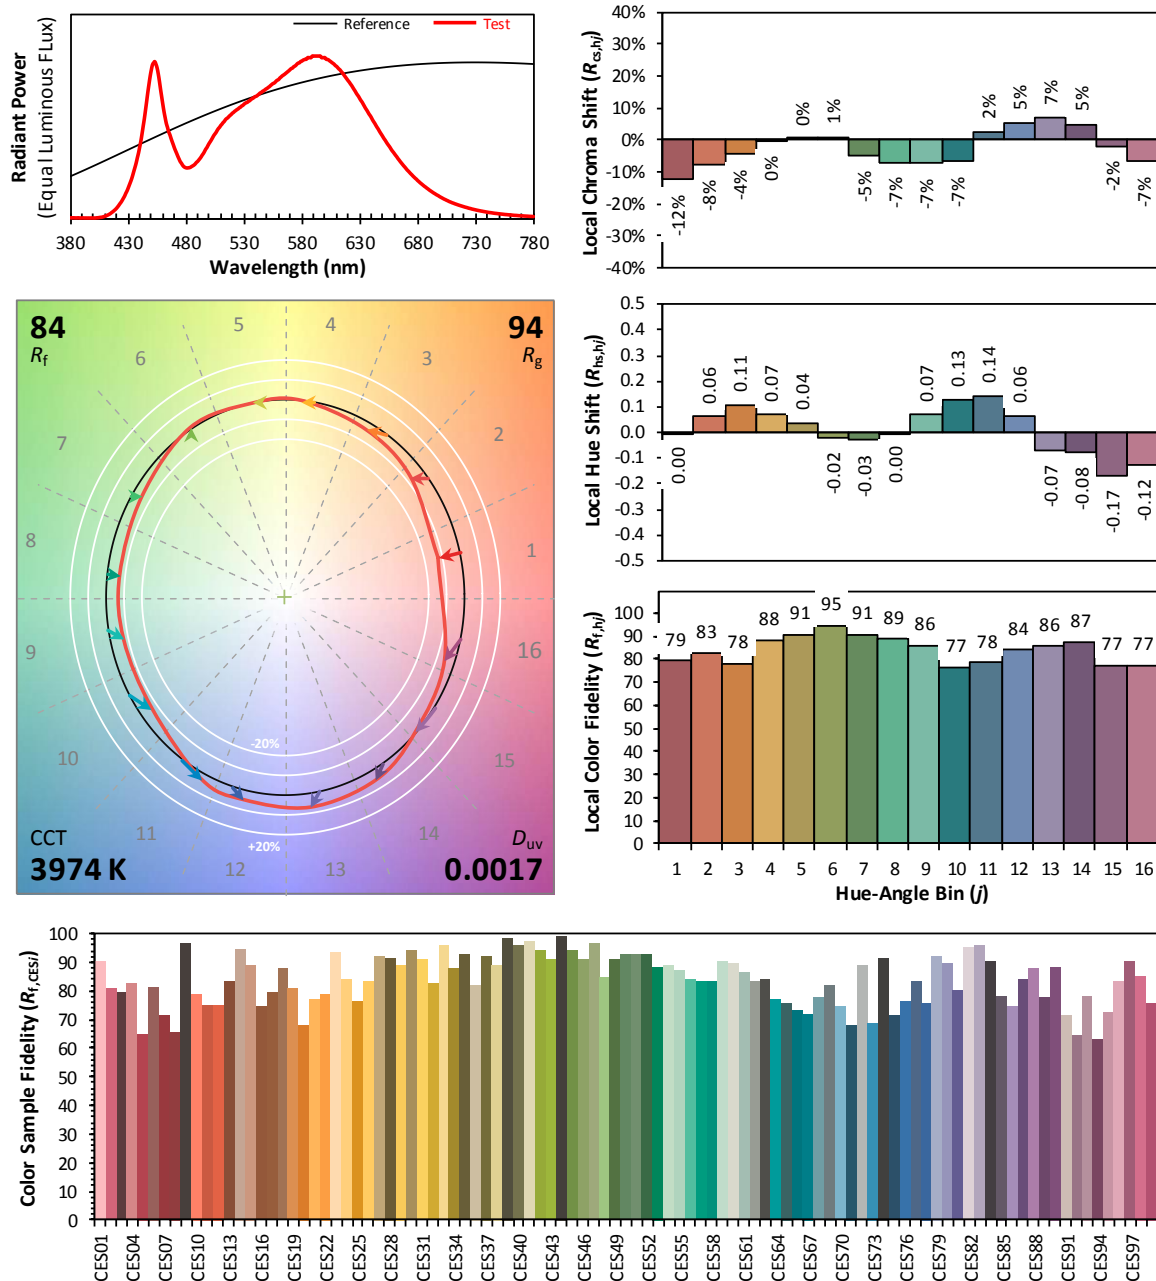 Radiant Power
(Equal Luminous FLux)
Reference
Test
380 430 480 530 580 630 680 730 780
Wavelength (nm)
Local Chroma Shift (Rcs,hj)
40%
30%
20%
10%
0%
-10%
-20%
-30%
-40%
-12% -8% -4% 0% 0% 1% -5% -7% -7% -7% 2% 5% 7% 5% -2% -7%
84
Rf
94
Rg
5 4
6 3
7 2
8 1
9 16
10 15
11 14
12 13
-20%
+20%
CCT
3974 K
Duv
0.0017
Local Hue Shift (Rhs,hj)
0.5
0.4
0.3
0.2
0.1
0.0
-0.1
-0.2
-0.3
-0.4
-0.5
0.00 0.06 0.11 0.07 0.04 -0.02 -0.03 0.00 0.07 0.13 0.14 0.06 -0.07 -0.08 -0.17 -0.12
Local Color Fidelity (Rf,hj)
100
90
80
70
60
50
40
30
20
10
0
79 83 78 88 91 95 91 89 86 77 78 84 86 87 77 77
1 2 3 4 5 6 7 8 9 10 11 12 13 14 15 16
Hue-Angle Bin (j)
Color Sample Fidelity (Rf,CESi)
100
90
80
70
60
50
40
30
20
10
0
CES01 CES04 CES07 CES10 CES13 CES16 CES19 CES22 CES25 CES28 CES31 CES34 CES37 CES40 CES43 CES46 CES49 CES52 CES55 CES58 CES61 CES64 CES67 CES70 CES73 CES76 CES79 CES82 CES85 CES88 CES91 CES94 CES97